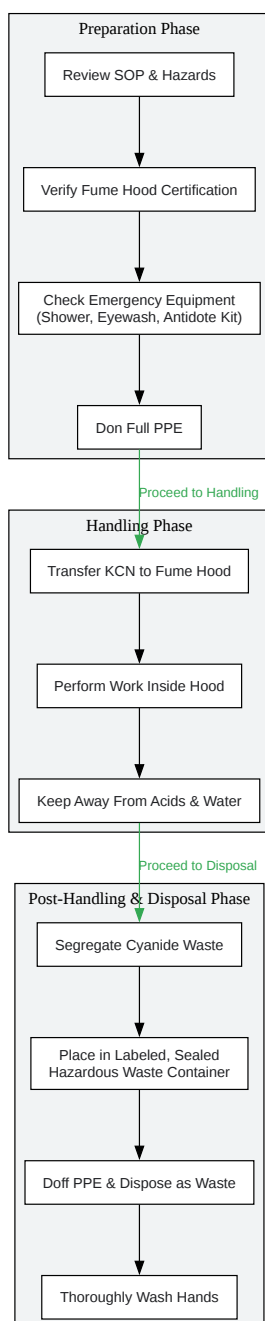 Preparation Phase
Review SOP & Hazards
Verify Fume Hood Certification
Check Emergency Equipment
(Shower, Eyewash, Antidote Kit)
Don Full PPE
Proceed to Handling
Handling Phase
Transfer KCN to Fume Hood
Perform Work Inside Hood
Keep Away From Acids & Water
Proceed to Disposal
Post-Handling & Disposal Phase
Segregate Cyanide Waste
Place in Labeled, Sealed
Hazardous Waste Container
Doff PPE & Dispose as Waste
Thoroughly Wash Hands